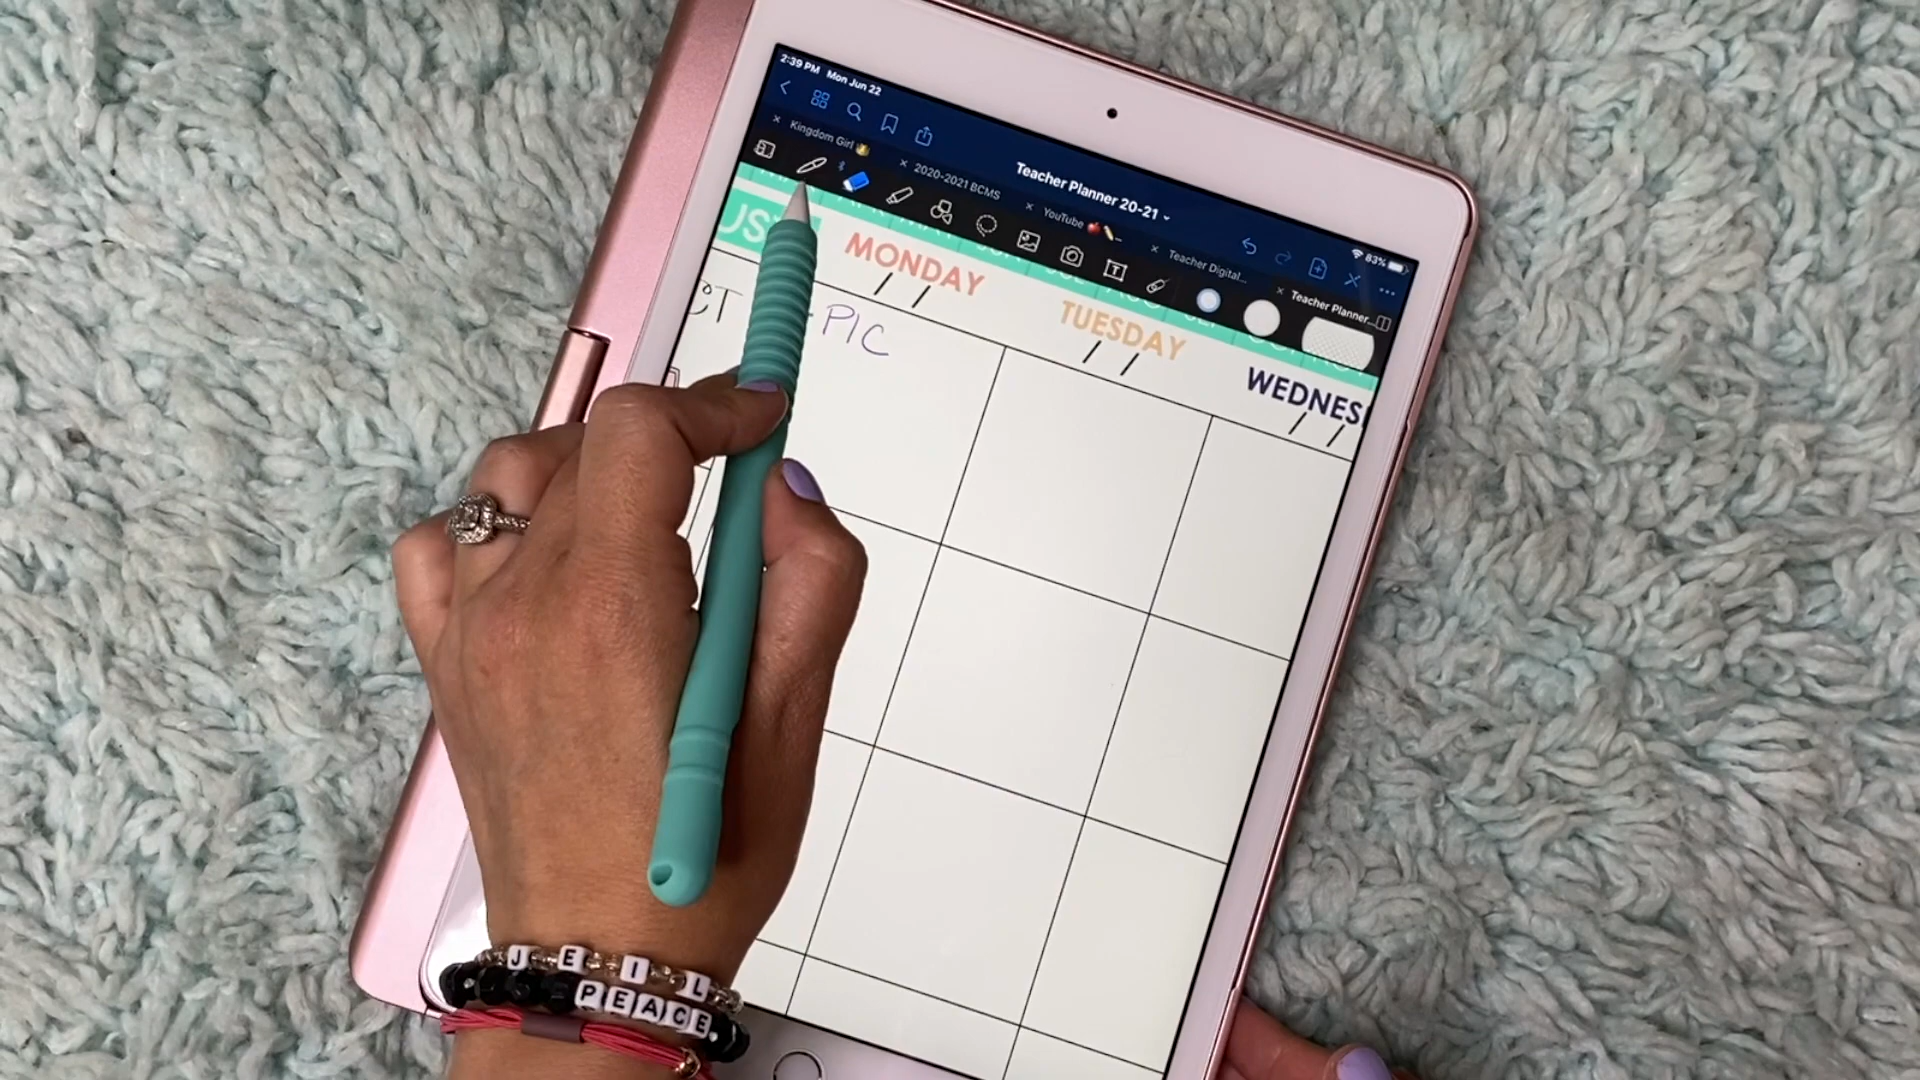 2:39 PM Mon Jun 22
83%
Teacher Planner 20-21
Kingdom Girl
2020-2021 BCMS
YouTube
Teacher Digital...
Teacher Planner...
MONDAY
TUESDAY
WEDNES
PIC
J E I L
PEACE